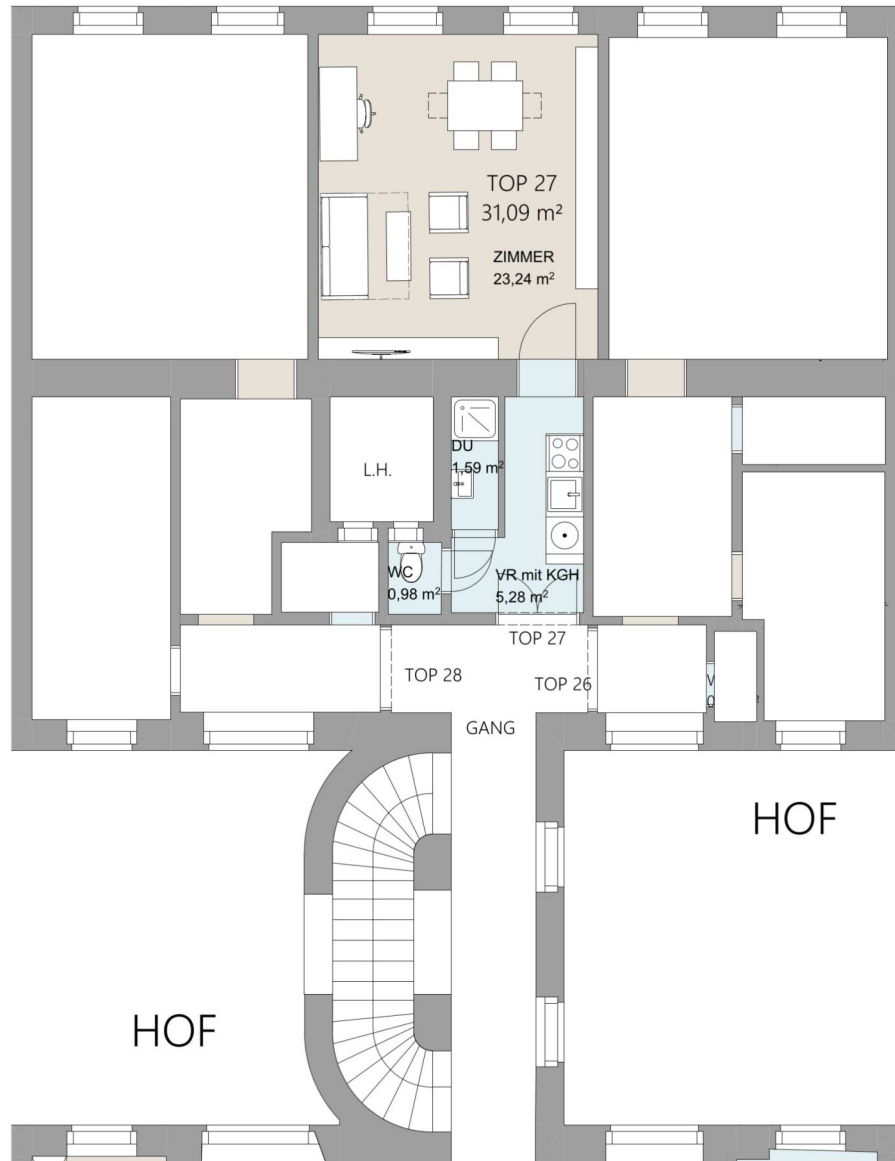 TOP 27
31,09 m²
ZIMMER
23,24 m²
L.H.
DU
1,59 m²
WC
0,98 m²
VR mit KGH
5,28 m²
TOP 27
TOP 28
TOP 26
GANG
HOF
HOF